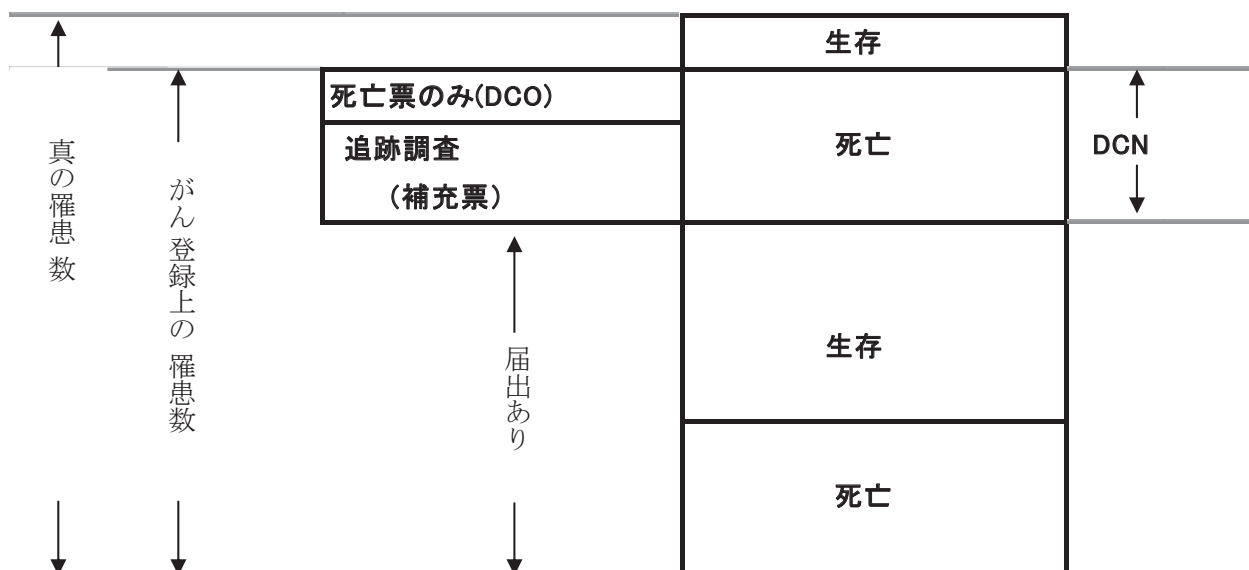 生存
死亡票のみ(DCO)
追跡調査
(補充票)
死亡
DCN
真の罹患数
がん登録上の罹患数
届出あり
生存
死亡